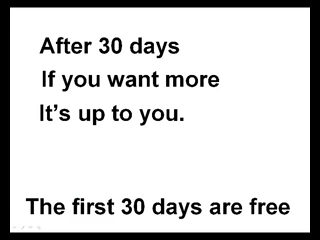 After 30 days
If you want more
It's up to you.
The first 30 days are free